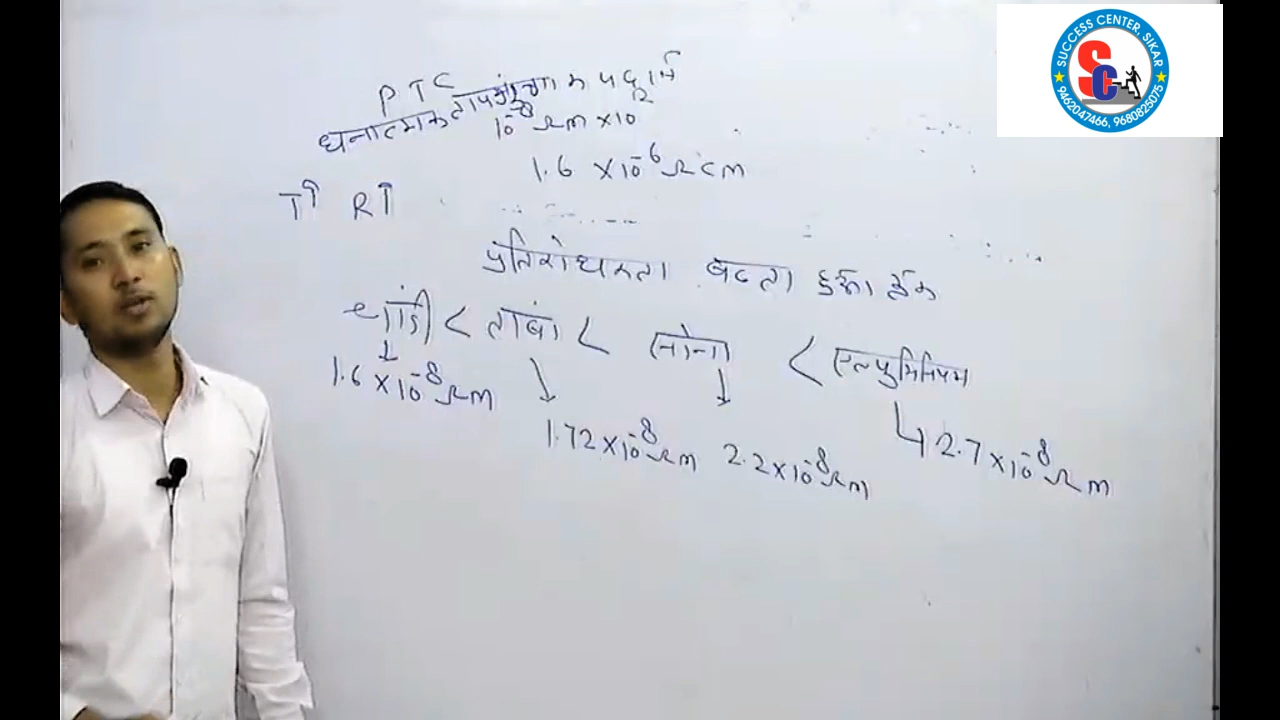 PTC
धनात्मक तापगुणांक पदार्थ
10⁻⁸ Ωm × 10²
1.6 × 10⁻⁶ Ωcm
T↑ R↑
प्रतिरोधकता बढता हुआ क्रम
चांदी < तांबा < सोना < एल्युमिनियम
1.6 × 10⁻⁸ Ωm
1.72 × 10⁻⁸ Ωm
2.2 × 10⁻⁸ Ωm
2.7 × 10⁻⁸ Ωm
SUCCESS CENTER, SIKAR
SC
9462047466, 9680825075